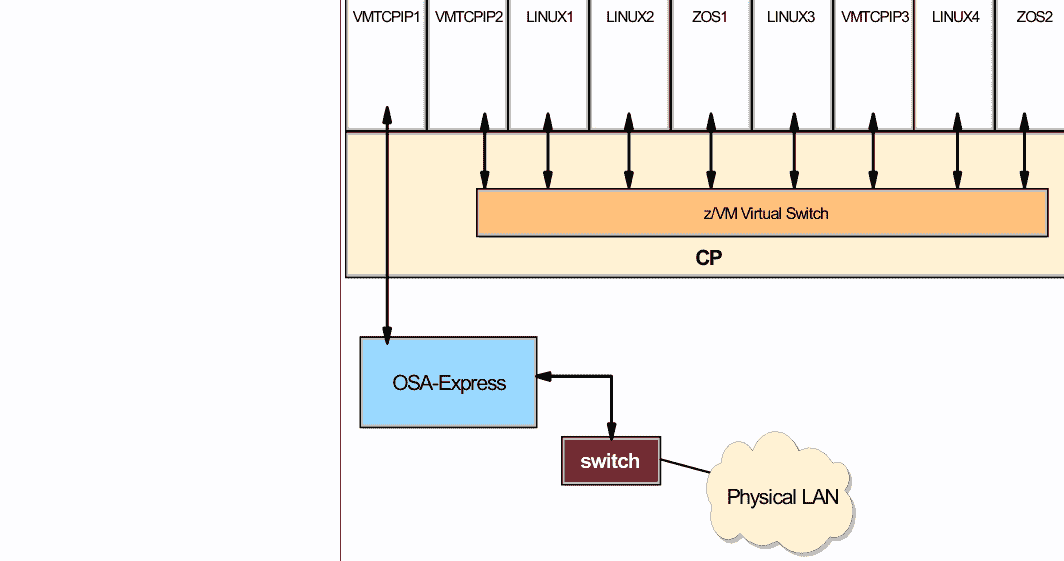 VMTCPIP1 VMTCPIP2 LINUX1 LINUX2 ZOS1 LINUX3 VMTCPIP3 LINUX4 ZOS2
z/VM Virtual Switch
CP
OSA-Express
switch
Physical LAN